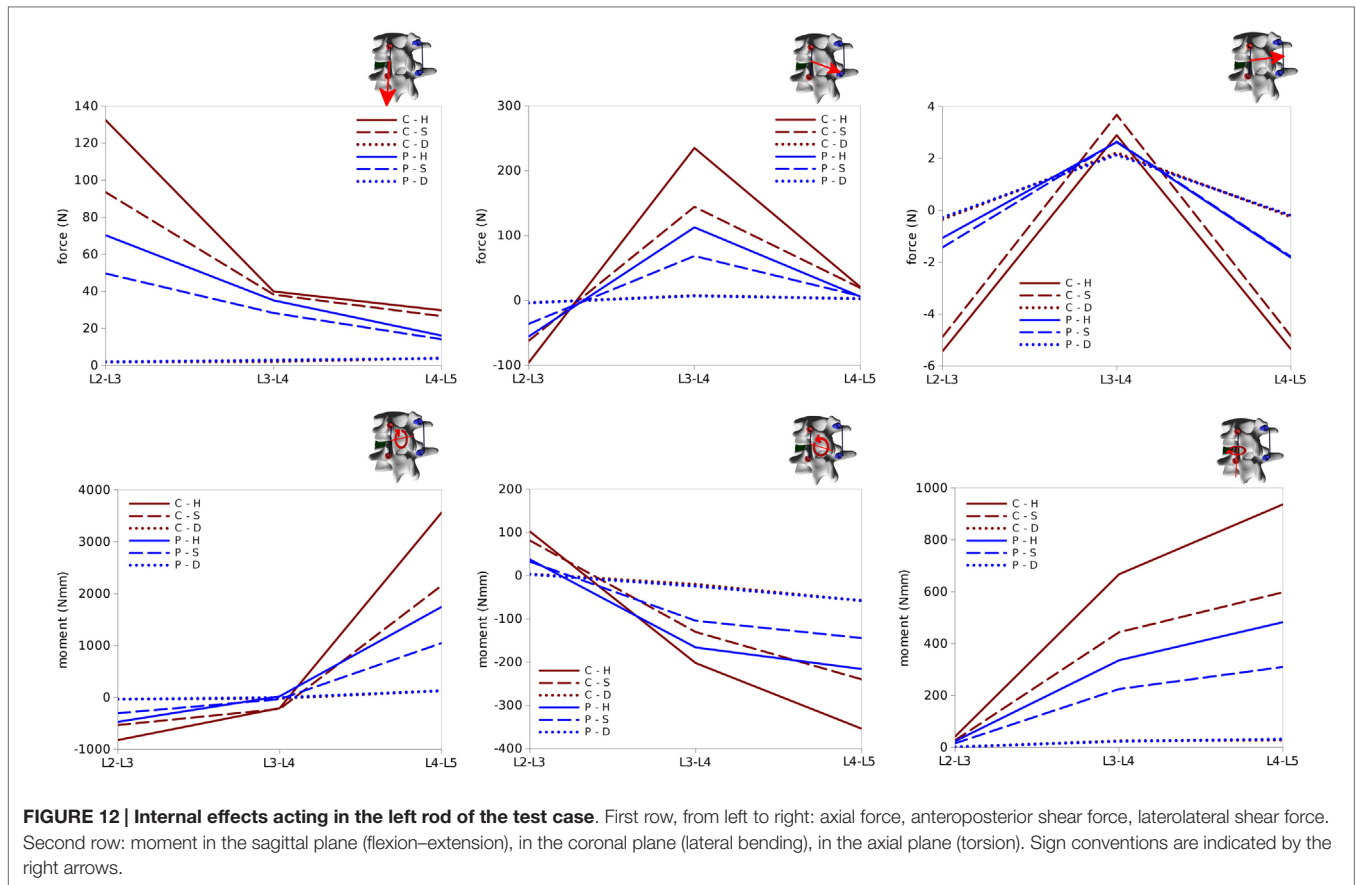 140
120
100
80
60
40
20
0
force (N)
C - H
C - S
C - D
P - H
P - S
P - D
L2-L3
L3-L4
L4-L5
300
200
100
0
-100
force (N)
C - H
C - S
C - D
P - H
P - S
P - D
L2-L3
L3-L4
L4-L5
4
2
0
-2
-4
-6
force (N)
C - H
C - S
C - D
P - H
P - S
P - D
L2-L3
L3-L4
L4-L5
4000
3000
2000
1000
0
-1000
moment (Nmm)
C - H
C - S
C - D
P - H
P - S
P - D
L2-L3
L3-L4
L4-L5
200
100
0
-100
-200
-300
-400
moment (Nmm)
C - H
C - S
C - D
P - H
P - S
P - D
L2-L3
L3-L4
L4-L5
1000
800
600
400
200
0
moment (Nmm)
C - H
C - S
C - D
P - H
P - S
P - D
L2-L3
L3-L4
L4-L5
FIGURE 12 | Internal effects acting in the left rod of the test case. First row, from left to right: axial force, anteroposterior shear force, laterolateral shear force.
Second row: moment in the sagittal plane (flexion–extension), in the coronal plane (lateral bending), in the axial plane (torsion). Sign conventions are indicated by the
right arrows.